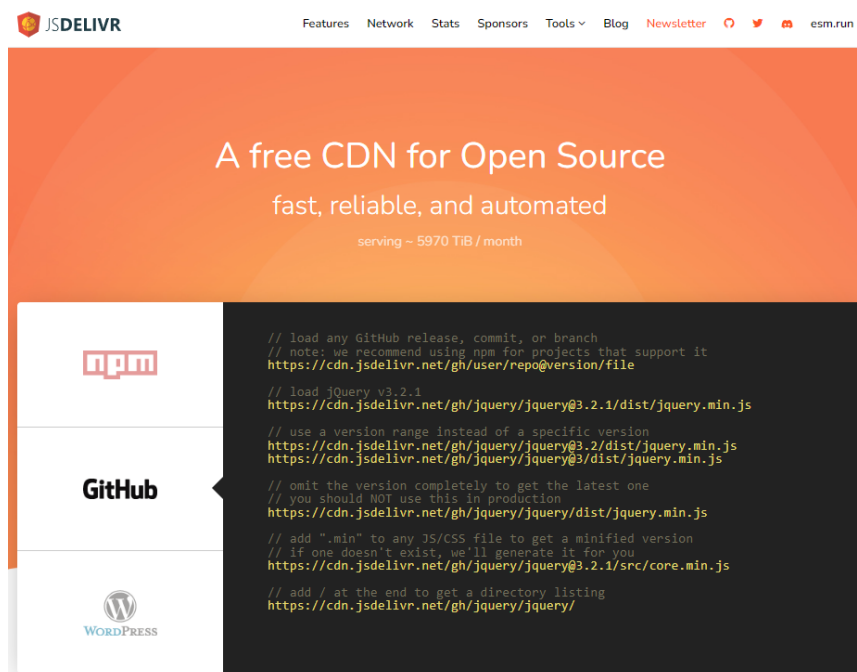 JSDELIVR
Features Network Stats Sponsors Tools Blog Newsletter esm.run
A free CDN for Open Source
fast, reliable, and automated
serving ~ 5970 TiB / month
npm
GitHub
WORDPRESS
// load any GitHub release, commit, or branch
// note: we recommend using npm for projects that support it
https://cdn.jsdelivr.net/gh/user/repo@version/file
// load jQuery v3.2.1
https://cdn.jsdelivr.net/gh/jquery/jquery@3.2.1/dist/jquery.min.js
// use a version range instead of a specific version
https://cdn.jsdelivr.net/gh/jquery/jquery@3.2/dist/jquery.min.js
https://cdn.jsdelivr.net/gh/jquery/jquery@3/dist/jquery.min.js
// omit the version completely to get the latest one
// you should NOT use this in production
https://cdn.jsdelivr.net/gh/jquery/jquery/dist/jquery.min.js
// add ".min" to any JS/CSS file to get a minified version
// if one doesn't exist, we'll generate it for you
https://cdn.jsdelivr.net/gh/jquery/jquery@3.2.1/src/core.min.js
// add / at the end to get a directory listing
https://cdn.jsdelivr.net/gh/jquery/jquery/